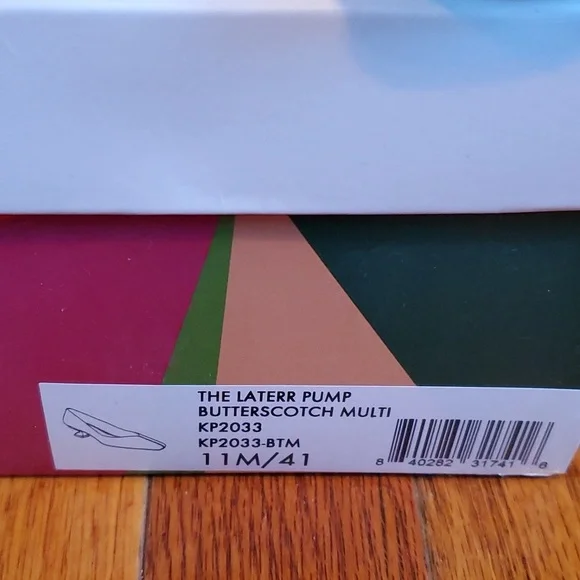 THE LATERR PUMP
BUTTERSCOTCH MULTI
KP2033
KP2033-BTM
11M/41
8 40282 31741 8